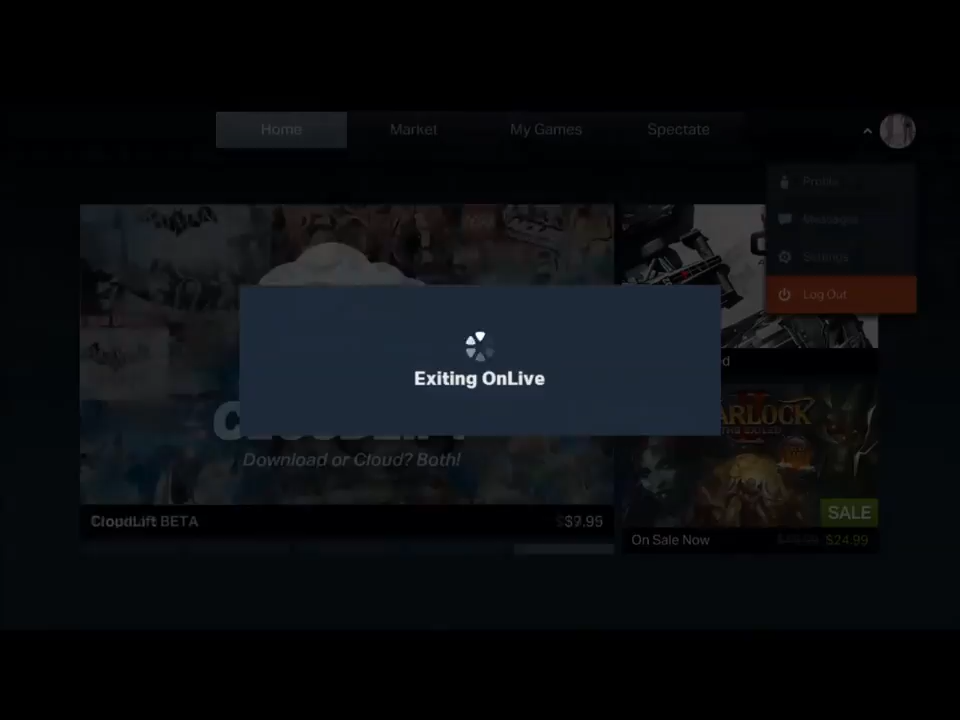 Home
Market
My Games
Spectate
Profile
Messages
Settings
Log Out
Exiting OnLive
Download or Cloud? Both!
CloudLift BETA
ARLOCK
SALE
On Sale Now
$24.99